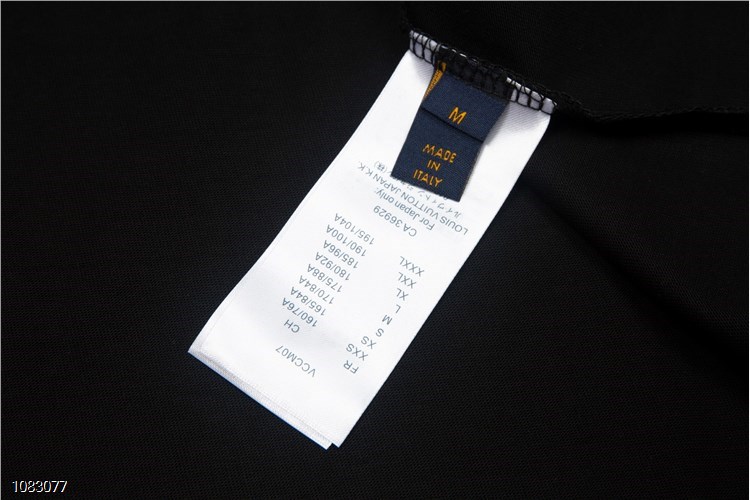 M
MADE
IN
ITALY
VCCM07
FR CH
XXS 160/76A
XS 165/84A
S 170/84A
M 175/88A
L 180/92A
XL 185/96A
XXL 190/100A
XXXL 195/104A
CA 36929
For Japan only:
LOUIS VUITTON JAPAN K.K.
1083077